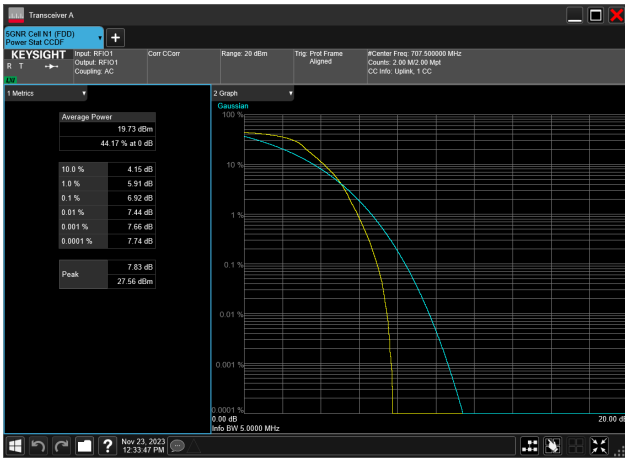 Transceiver A
5GNR Cell N1 (FDD)
Power Stat CCDF
KEYSIGHT
R T
LNI
Input: RFIO1
Output: RFIO1
Coupling: AC
Corr CCorr
Range: 20 dBm
Trig: Prot Frame
Aligned
#Center Freq: 707.500000 MHz
Counts: 2.00 M/2.00 Mpt
CC Info: Uplink, 1 CC
1 Metrics
Average Power
19.73 dBm
44.17 % at 0 dB
10.0 % 4.15 dB
1.0 % 5.91 dB
0.1 % 6.92 dB
0.01 % 7.44 dB
0.001 % 7.66 dB
0.0001 % 7.74 dB
Peak
7.83 dB
27.56 dBm
2 Graph
Gaussian
100 %
10 %
1 %
0.1 %
0.01 %
0.001 %
0.0001 %
0.00 dB
20.00 dB
Info BW 5.0000 MHz
?
Nov 23, 2023
12:33:47 PM